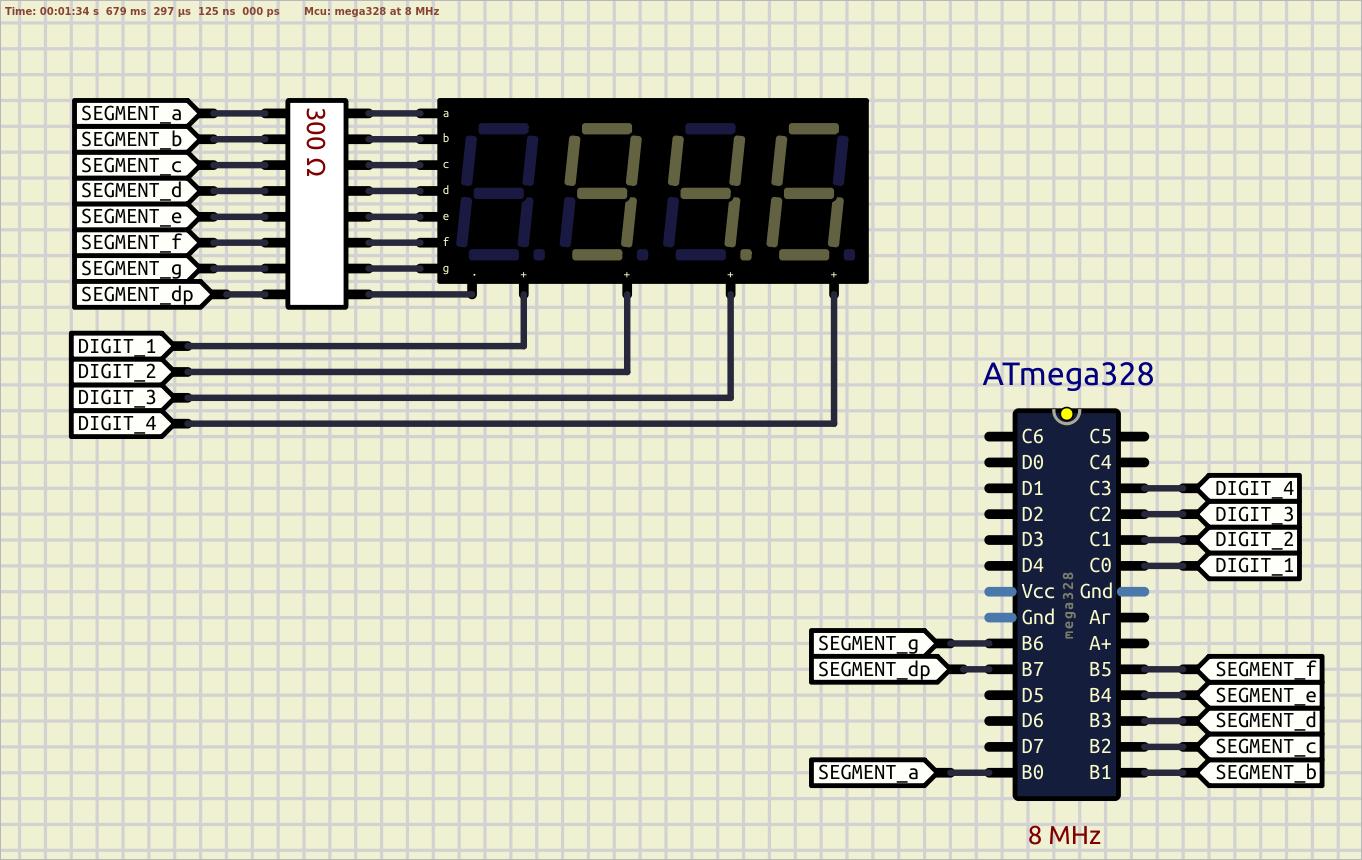 Time: 00:01:34 s 679 ms 297 µs 125 ns 000 ps Mcu: mega328 at 8 MHz
SEGMENT_a
SEGMENT_b
SEGMENT_c
SEGMENT_d
SEGMENT_e
SEGMENT_f
SEGMENT_g
SEGMENT_dp
300 Ω
a
b
c
d
e
f
g
94.6
. + + + +
DIGIT_1
DIGIT_2
DIGIT_3
DIGIT_4
ATmega328
C6 C5
D0 C4
D1 C3 DIGIT_4
D2 C2 DIGIT_3
D3 C1 DIGIT_2
D4 C0 DIGIT_1
Vcc Gnd
Gnd Ar
mega328
SEGMENT_g B6 A+
SEGMENT_dp B7 B5 SEGMENT_f
D5 B4 SEGMENT_e
D6 B3 SEGMENT_d
D7 B2 SEGMENT_c
SEGMENT_a B0 B1 SEGMENT_b
8 MHz